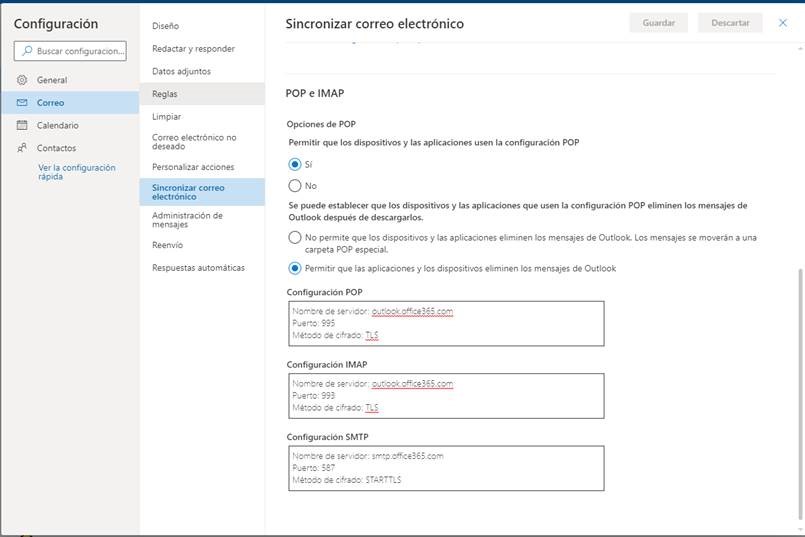 Configuración
Buscar configuracion...
General
Correo
Calendario
Contactos
Ver la configuración
rápida
Diseño
Redactar y responder
Datos adjuntos
Reglas
Limpiar
Correo electrónico no
deseado
Personalizar acciones
Sincronizar correo
electrónico
Administración de
mensajes
Reenvío
Respuestas automáticas
Sincronizar correo electrónico
Guardar
Descartar
POP e IMAP
Opciones de POP
Permitir que los dispositivos y las aplicaciones usen la configuración POP
Sí
No
Se puede establecer que los dispositivos y las aplicaciones que usen la configuración POP eliminen los mensajes de
Outlook después de descargarlos.
No permite que los dispositivos y las aplicaciones eliminen los mensajes de Outlook. Los mensajes se moverán a una
carpeta POP especial.
Permitir que las aplicaciones y los dispositivos eliminen los mensajes de Outlook
Configuración POP
Nombre de servidor: outlook.office365.com
Puerto: 995
Método de cifrado: TLS
Configuración IMAP
Nombre de servidor: outlook.office365.com
Puerto: 993
Método de cifrado: TLS
Configuración SMTP
Nombre de servidor: smtp.office365.com
Puerto: 587
Método de cifrado: STARTTLS